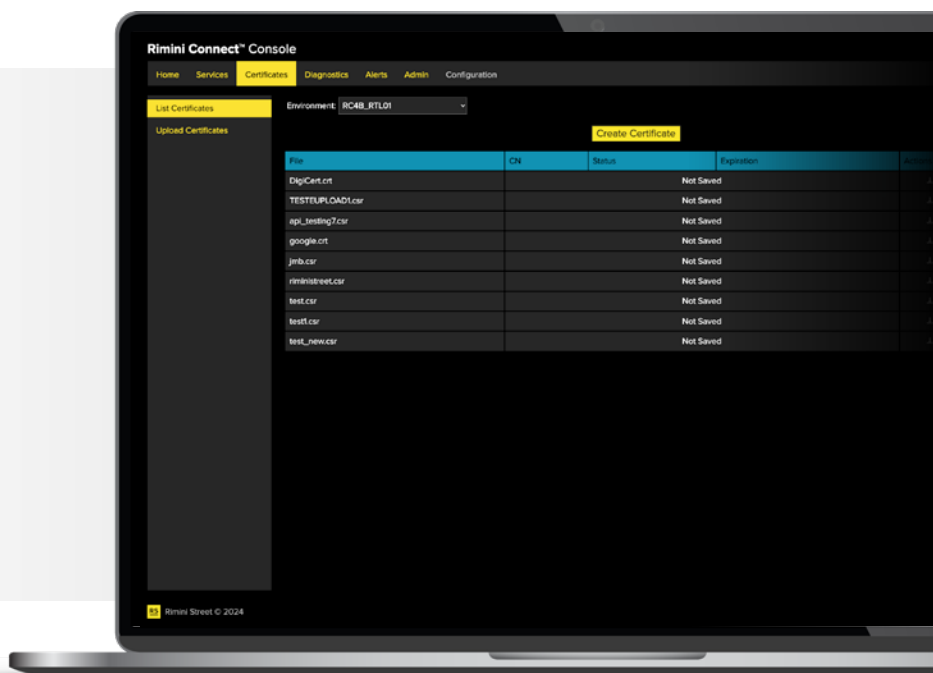 Rimini Connect™ Console
Home Services Certificates Diagnostics Alerts Admin Configuration
List Certificates
Upload Certificates
Environment: RC4B_RTL01
Create Certificate
File CN Status Expiration
DigiCert.crt Not Saved
TESTEUPLOAD1.csr Not Saved
api_testing7.csr Not Saved
google.crt Not Saved
jmb.csr Not Saved
riministreet.csr Not Saved
test.csr Not Saved
test1.csr Not Saved
test_new.csr Not Saved
RS Rimini Street © 2024